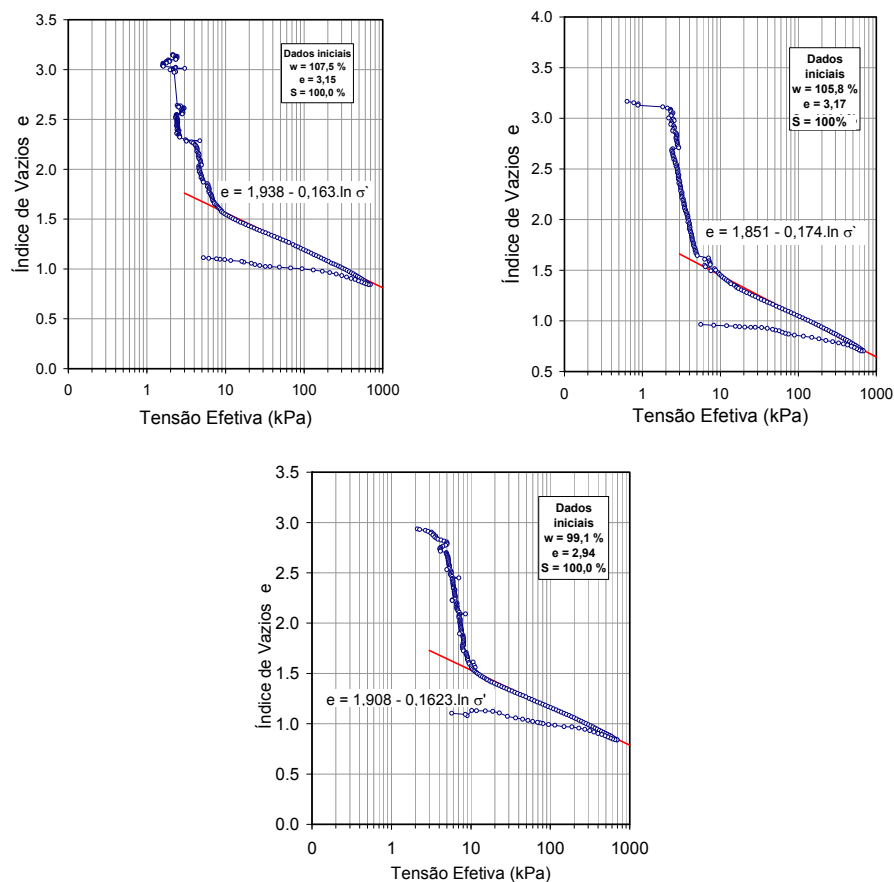 3.5
3.0
2.5
2.0
1.5
1.0
0.5
0.0
Índice de Vazios e
0
1
10
100
1000
Tensão Efetiva (kPa)
Dados iniciais
w = 107,5 %
e = 3,15
S = 100,0 %
e = 1,938 - 0,163.ln σ`
4.0
3.5
3.0
2.5
2.0
1.5
1.0
0.5
Índice de Vazios e
0
1
10
100
1000
Tensão Efetiva (kPa)
Dados
iniciais
w = 105,8 %
e = 3,17
S = 100%
e = 1,851 - 0,174.ln σ`
3.5
3.0
2.5
2.0
1.5
1.0
0.5
0.0
Índice de Vazios e
0
1
10
100
1000
Tensão Efetiva (kPa)
Dados
iniciais
w = 99,1 %
e = 2,94
S = 100,0 %
e = 1,908 - 0,1623.ln σ'